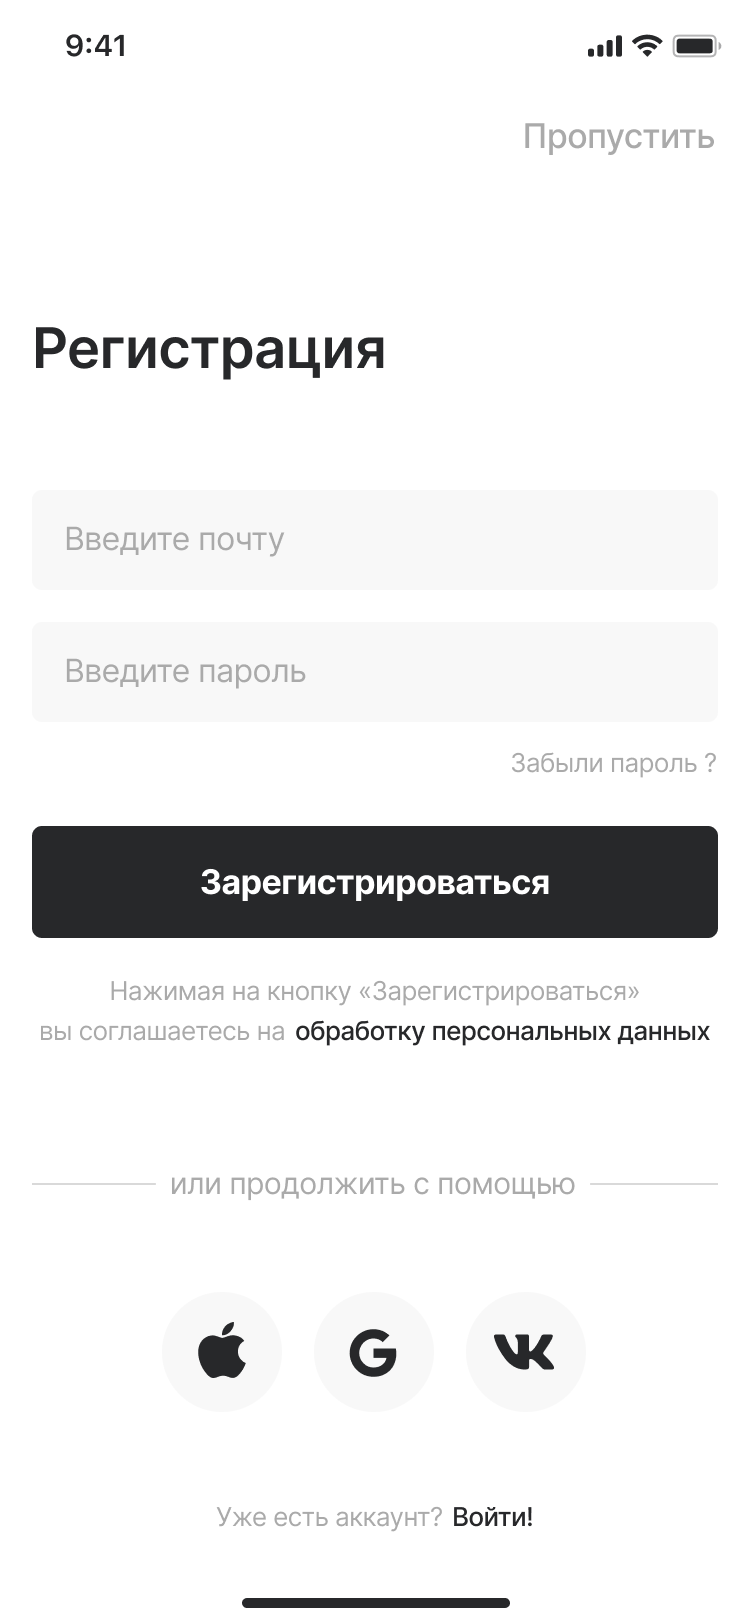 9:41
Пропустить
Регистрация
Введите почту
Введите пароль
Забыли пароль ?
Зарегистрироваться
Нажимая на кнопку «Зарегистрироваться»
вы соглашаетесь на обработку персональных данных
или продолжить с помощью
Уже есть аккаунт? Войти!